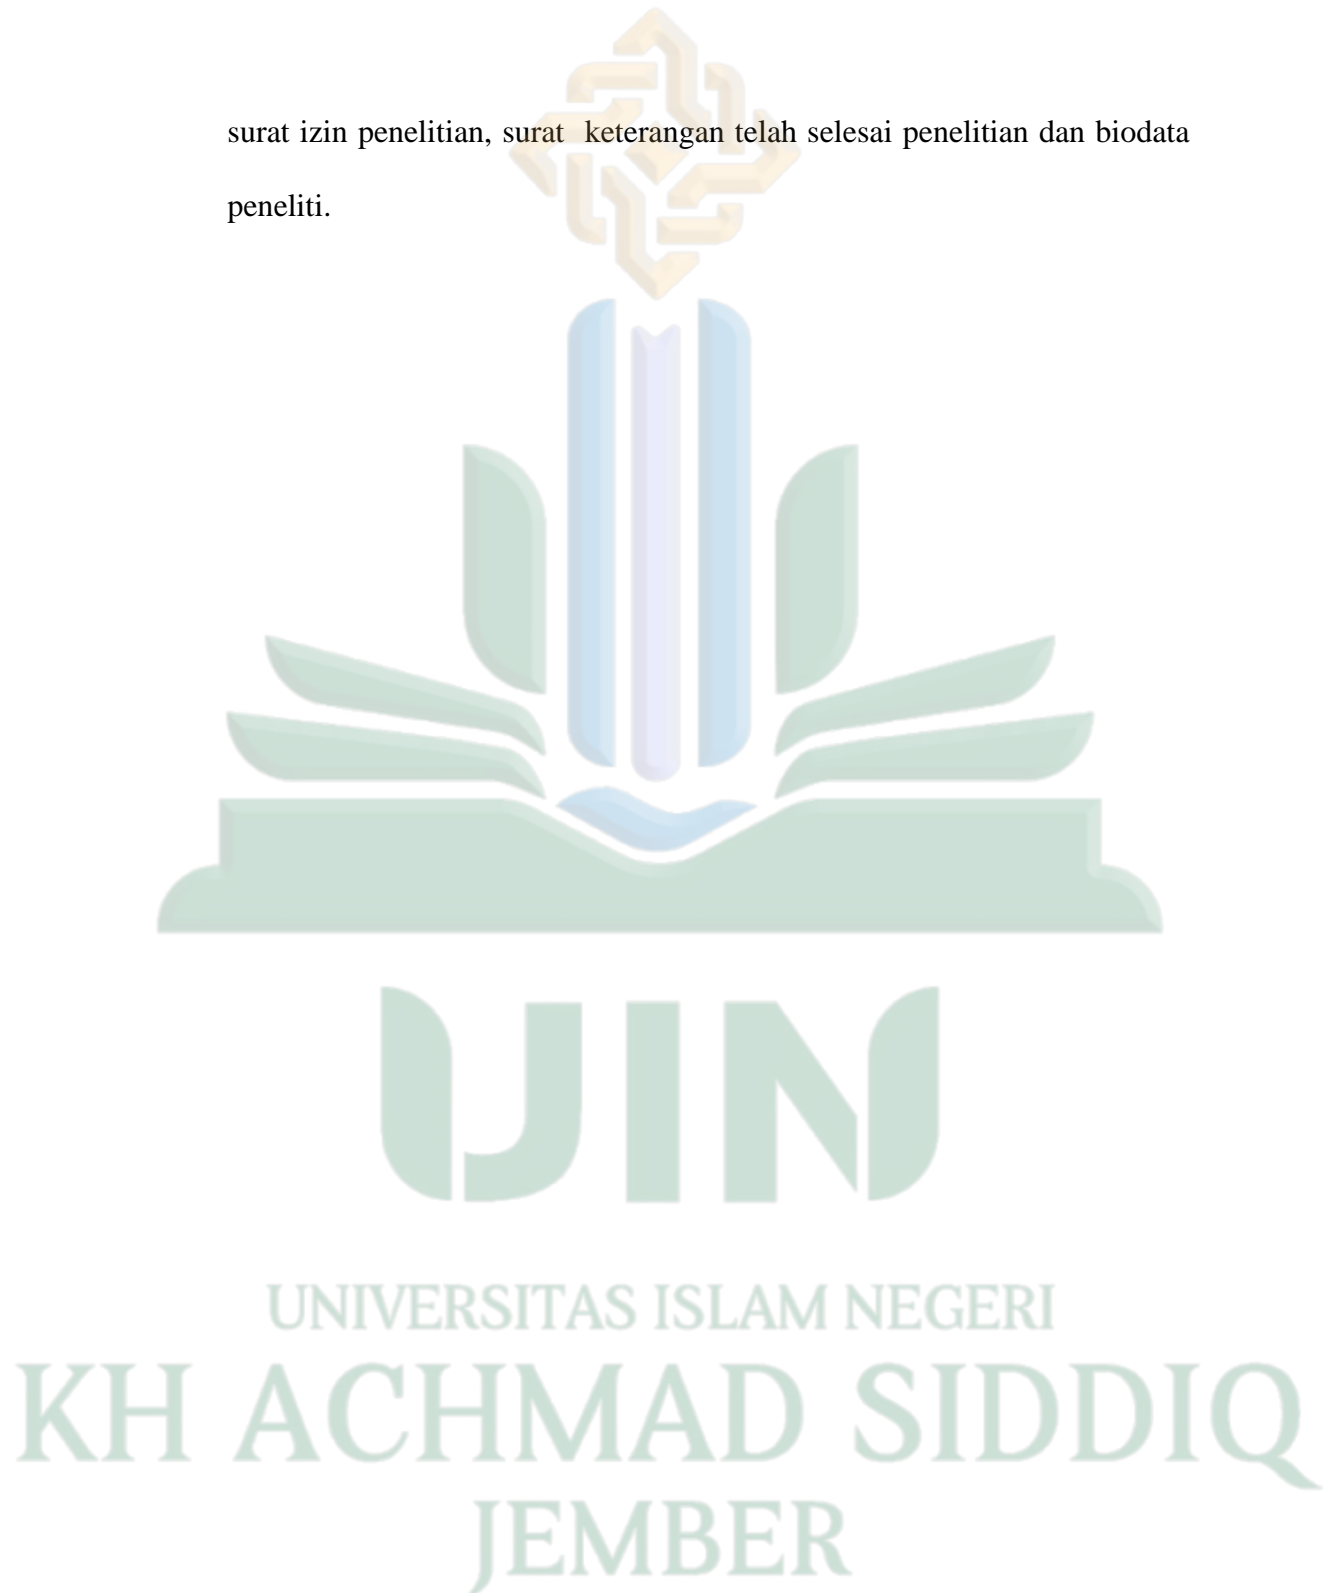 surat izin penelitian, surat  keterangan telah selesai penelitian dan biodata
peneliti.
UIN
UNIVERSITAS ISLAM NEGERI
KH ACHMAD SIDDIQ
JEMBER